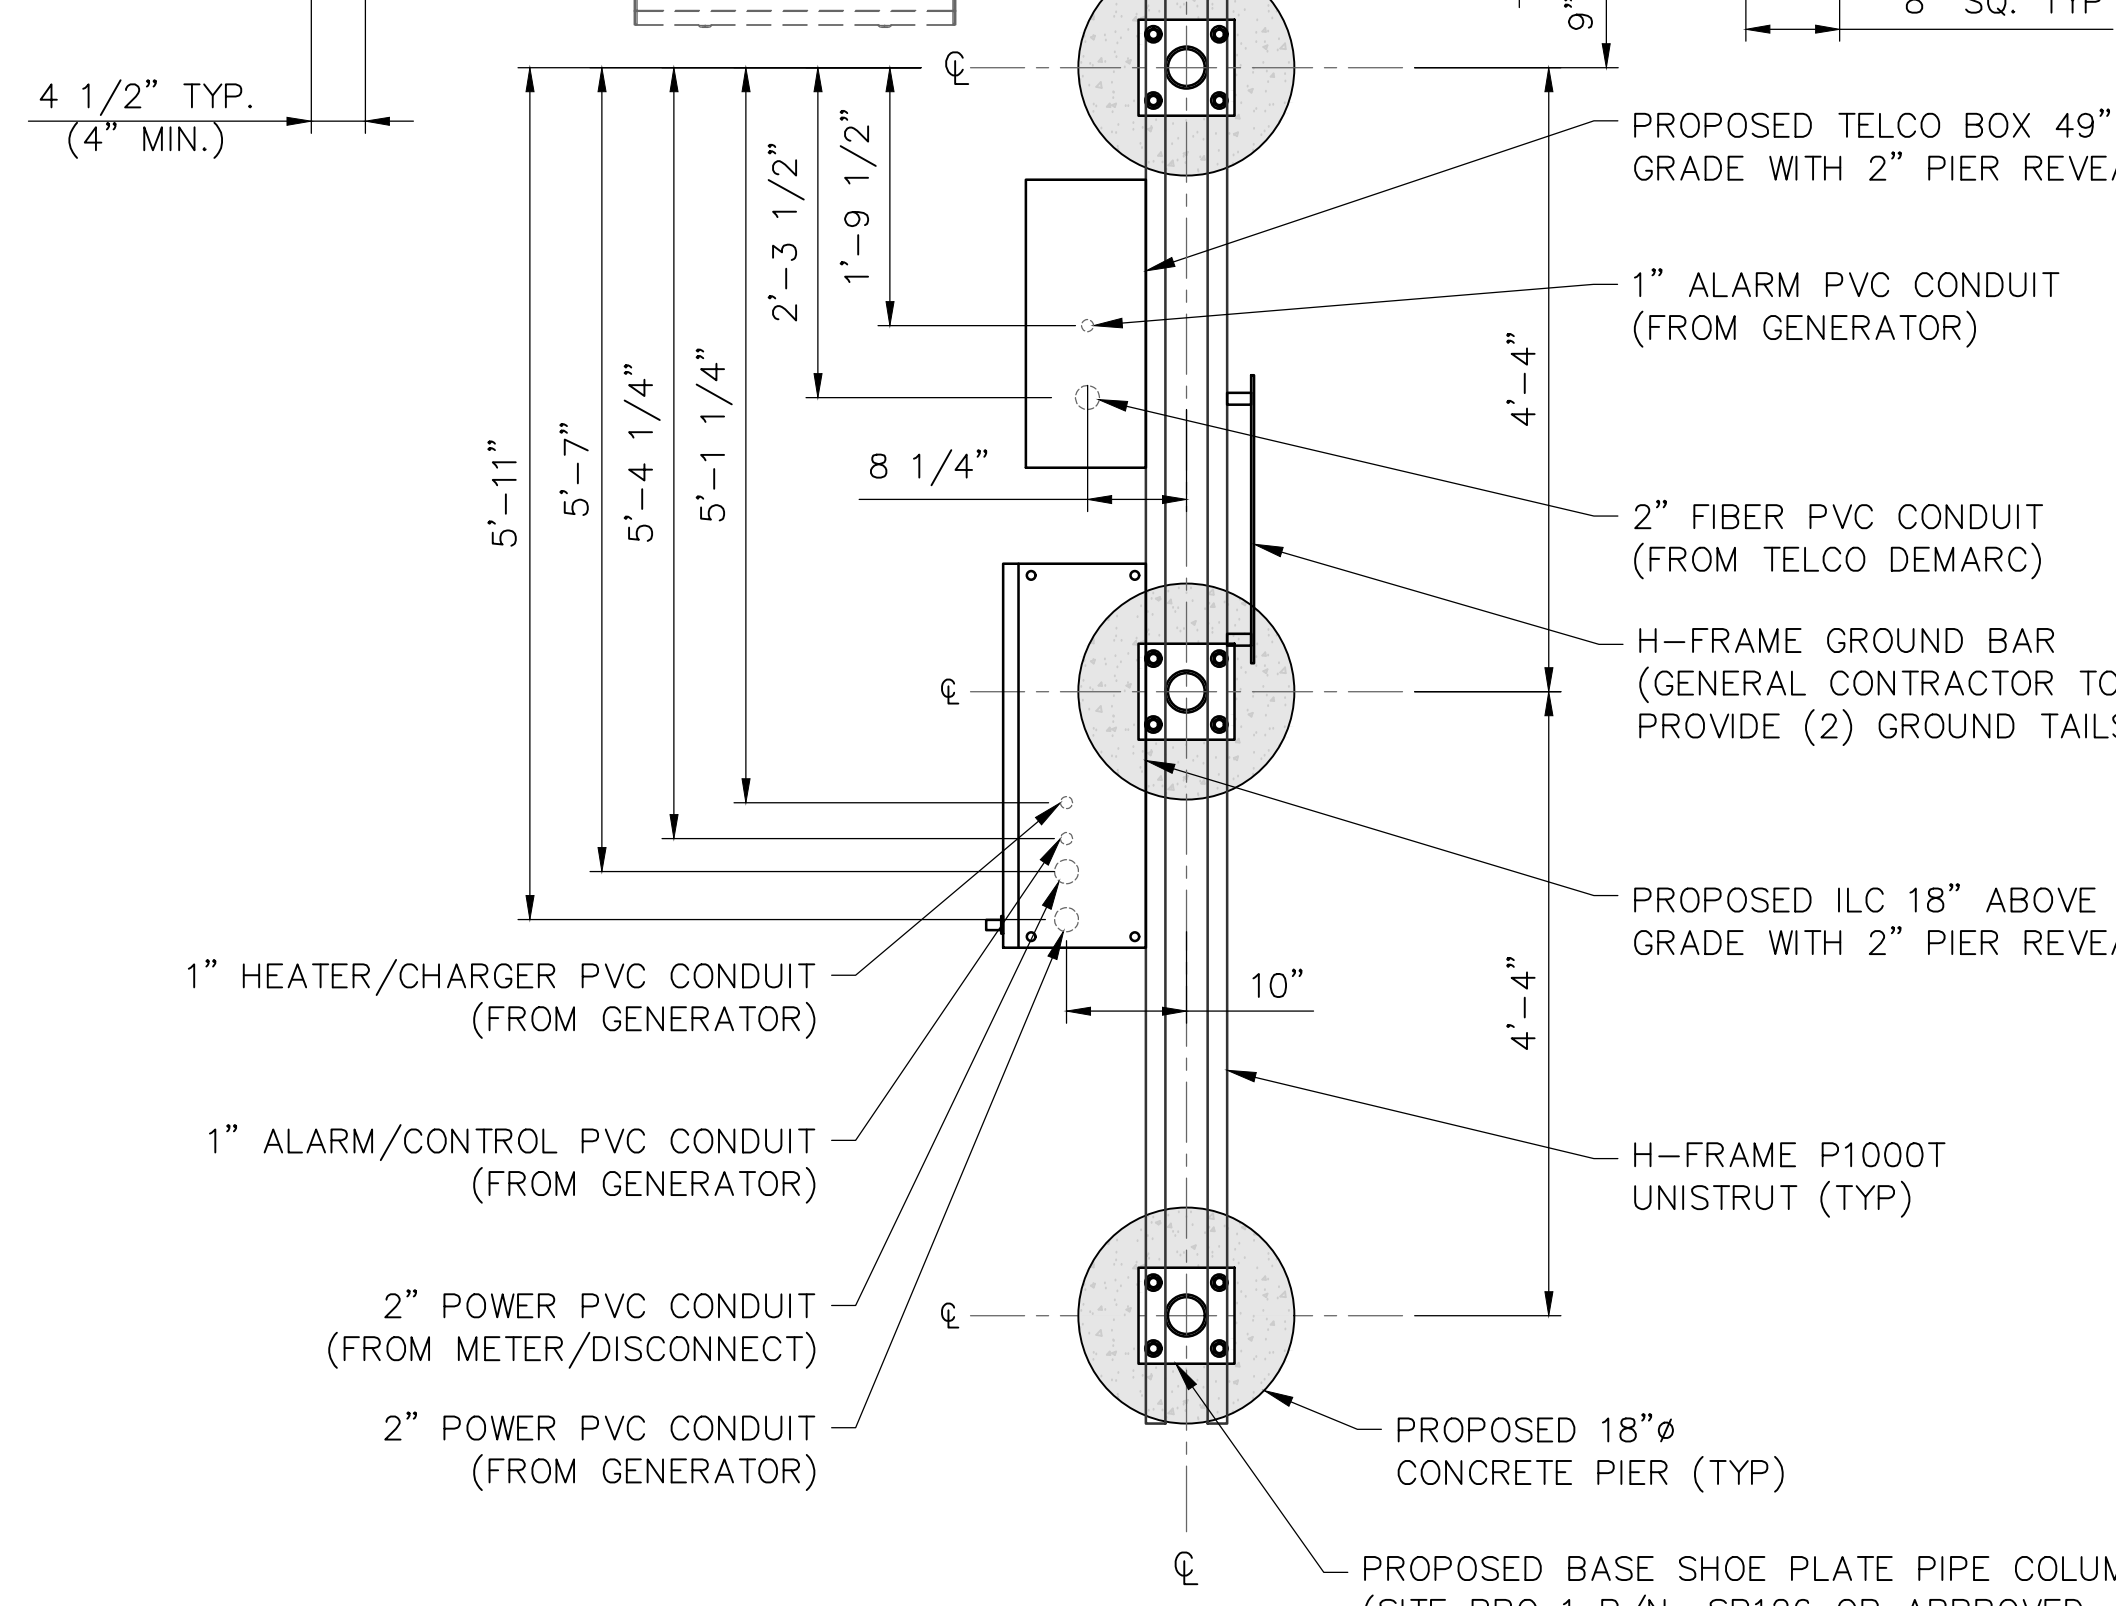 8" SQ. TYP
9"
4 1/2” TYP.
(4” MIN.)
℄
PROPOSED TELCO BOX 49”
GRADE WITH 2” PIER
1’-9 1/2”
2’-3 1/2”
5’-1 1/4”
5’-4 1/4”
5’-7”
5’-11”
1” ALARM PVC CONDUIT
(FROM GENERATOR)
4’-4”
8 1/4”
2” FIBER PVC CONDUIT
(FROM TELCO DEMARC)
H-FRAME GROUND BAR
(GENERAL CONTRACTOR TO
PROVIDE (2) GROUND TAILS
℄
PROPOSED ILC 18” ABOVE
GRADE WITH 2” PIER
10”
4’-4”
1” HEATER/CHARGER PVC CONDUIT
(FROM GENERATOR)
1” ALARM/CONTROL PVC CONDUIT
(FROM GENERATOR)
H-FRAME P1000T
UNISTRUT (TYP)
2” POWER PVC CONDUIT
(FROM METER/DISCONNECT)
℄
2” POWER PVC CONDUIT
(FROM GENERATOR)
PROPOSED 18”ø
CONCRETE PIER (TYP)
℄
PROPOSED BASE SHOE PLATE PIPE